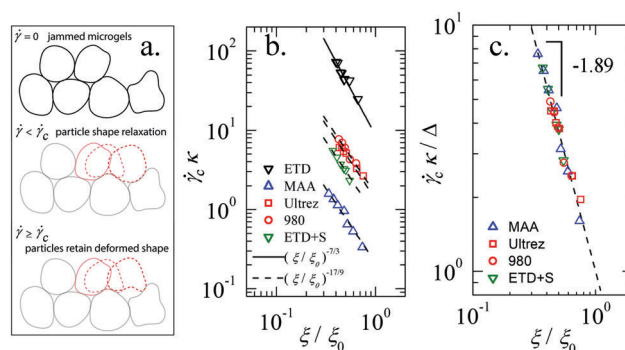 γ̇ = 0 jammed microgels
a.
γ̇ < γ̇c particle shape relaxation
γ̇ ≥ γ̇c
particles retain deformed shape
b.
γ̇c κ
10²
10¹
10⁰
10⁻¹
ETD
MAA
Ultrez
980
ETD+S
(ξ/ξ₀)⁻⁷/³
(ξ/ξ₀)⁻¹⁷/⁹
10⁻¹
10⁰
ξ / ξ₀
c.
γ̇c κ / Δ
10¹
10⁰
-1.89
MAA
Ultrez
980
ETD+S
10⁻¹
10⁰
ξ / ξ₀